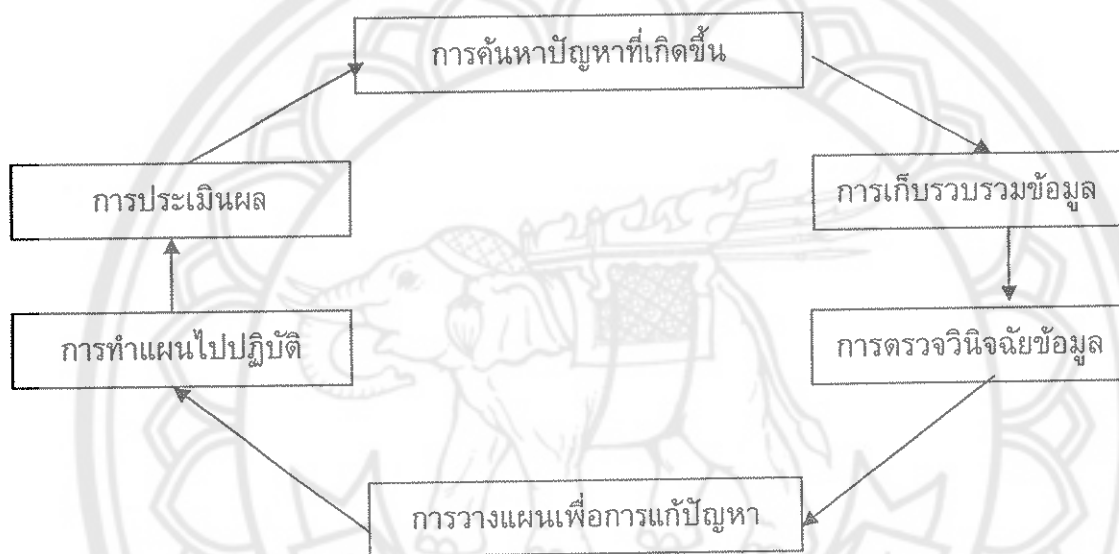 การค้นหาปัญหาที่เกิดขึ้น
การเก็บรวบรวมข้อมูล
การตรวจวินิจฉัยข้อมูล
การวางแผนเพื่อการแก้ปัญหา
การทำแผนไปปฏิบัติ
การประเมินผล